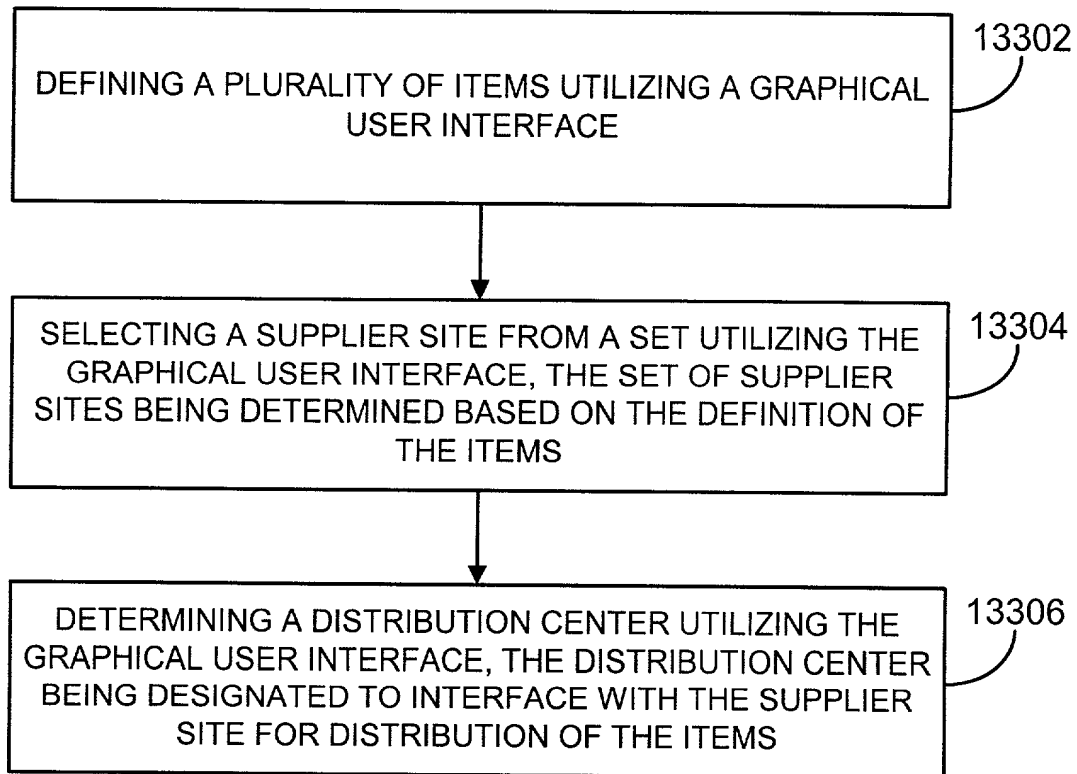 13302
DEFINING A PLURALITY OF ITEMS UTILIZING A GRAPHICAL
USER INTERFACE
13304
SELECTING A SUPPLIER SITE FROM A SET UTILIZING THE
GRAPHICAL USER INTERFACE, THE SET OF SUPPLIER
SITES BEING DETERMINED BASED ON THE DEFINITION OF
THE ITEMS
13306
DETERMINING A DISTRIBUTION CENTER UTILIZING THE
GRAPHICAL USER INTERFACE, THE DISTRIBUTION CENTER
BEING DESIGNATED TO INTERFACE WITH THE SUPPLIER
SITE FOR DISTRIBUTION OF THE ITEMS